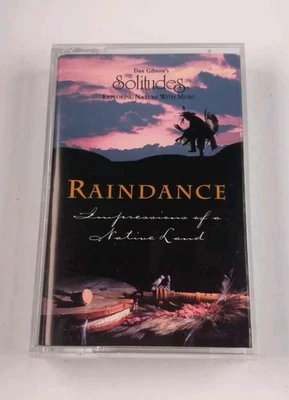 Dan Gibson's
Solitudes
EXPLORING NATURE WITH MUSIC
RAINDANCE
Impressions of a
Native Land